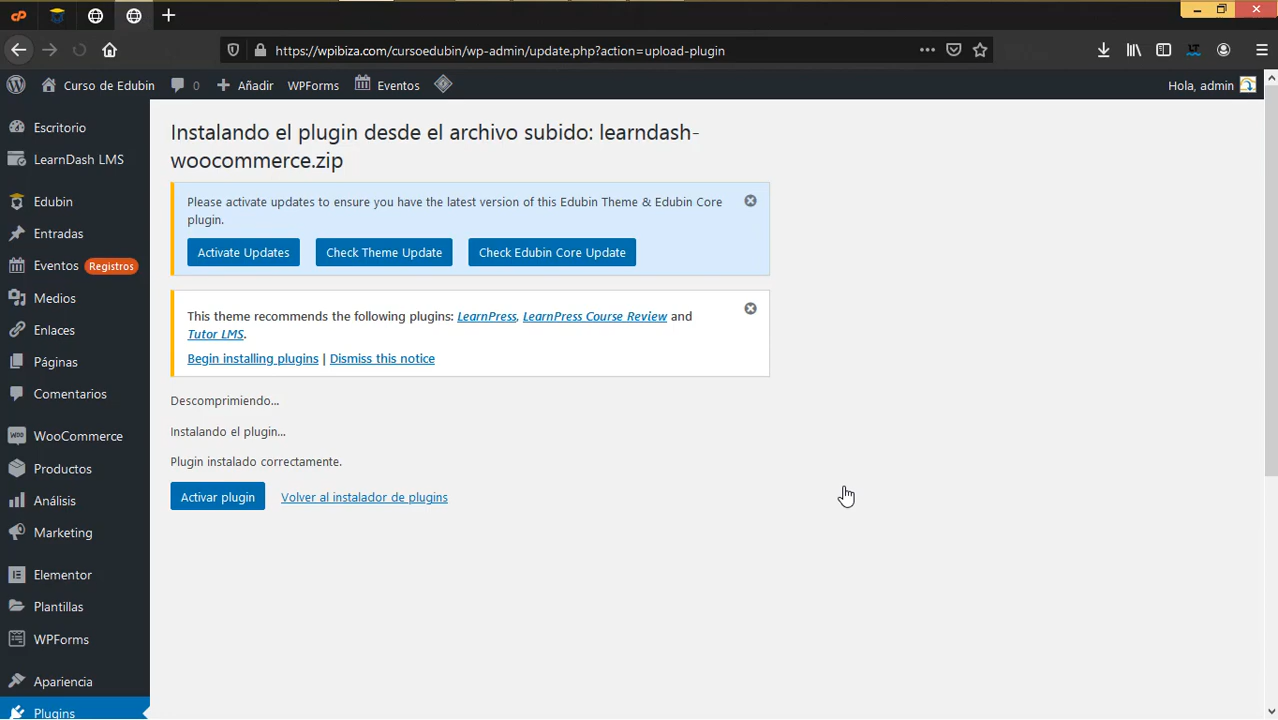 https://wpibiza.com/cursoedubin/wp-admin/update.php?action=upload-plugin
Curso de Edubin 0 Añadir WPForms Eventos Hola, admin
Escritorio
LearnDash LMS
Edubin
Entradas
Eventos Registros
Medios
Enlaces
Páginas
Comentarios
WooCommerce
Productos
Análisis
Marketing
Elementor
Plantillas
WPForms
Apariencia
Plugins
Instalando el plugin desde el archivo subido: learndash-
woocommerce.zip
Please activate updates to ensure you have the latest version of this Edubin Theme & Edubin Core
plugin.
Activate Updates Check Theme Update Check Edubin Core Update
This theme recommends the following plugins: LearnPress, LearnPress Course Review and
Tutor LMS.
Begin installing plugins | Dismiss this notice
Descomprimiendo...
Instalando el plugin...
Plugin instalado correctamente.
Activar plugin Volver al instalador de plugins